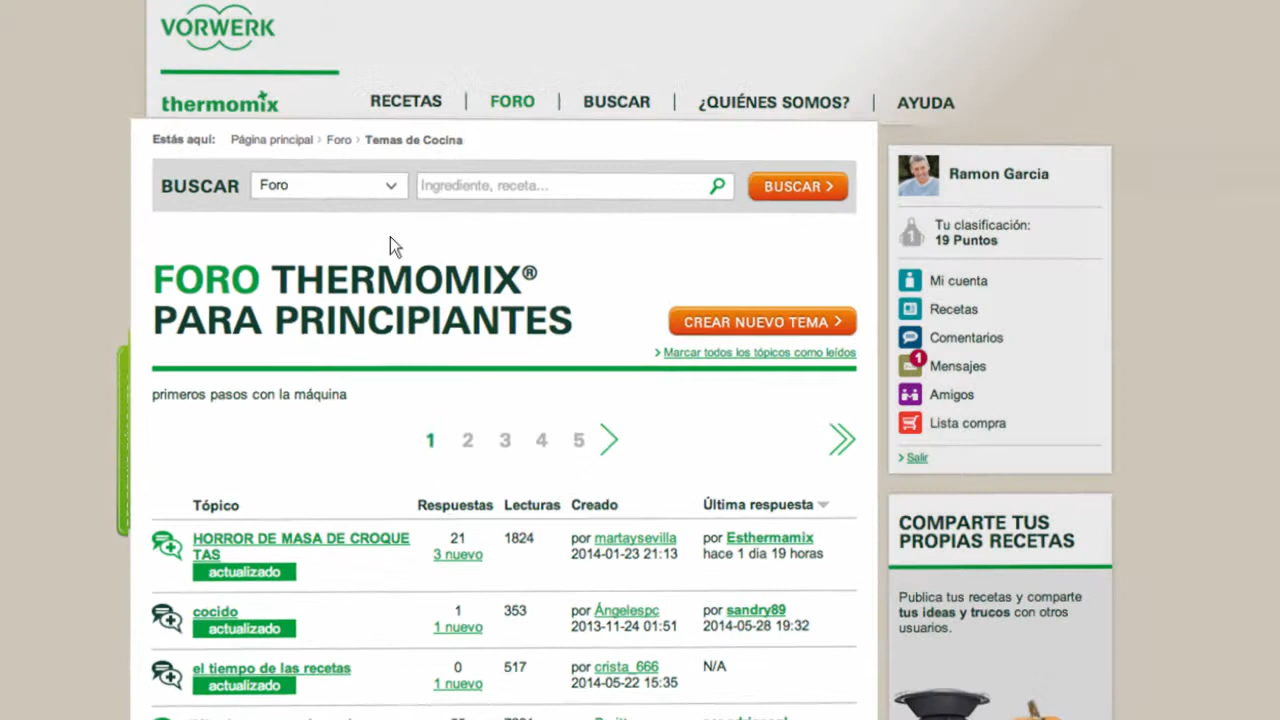 VORWERK
thermomix
RECETAS | FORO | BUSCAR | ¿QUIÉNES SOMOS? | AYUDA
Estás aquí: Página principal › Foro › Temas de Cocina
BUSCAR Foro Ingrediente, receta... BUSCAR >
FORO THERMOMIX®
PARA PRINCIPIANTES
CREAR NUEVO TEMA >
> Marcar todos los tópicos como leídos
primeros pasos con la máquina
1 2 3 4 5
Tópico Respuestas Lecturas Creado Última respuesta
HORROR DE MASA DE CROQUE 21 1824 por martaysevilla por Esthermamix
TAS 3 nuevo 2014-01-23 21:13 hace 1 dia 19 horas
actualizado
cocido 1 353 por Ángelespc por sandry89
actualizado 1 nuevo 2013-11-24 01:51 2014-05-28 19:32
el tiempo de las recetas 0 517 por crista_666 N/A
actualizado 1 nuevo 2014-05-22 15:35
Ramon Garcia
1
Tu clasificación:
19 Puntos
Mi cuenta
Recetas
Comentarios
1
Mensajes
Amigos
Lista compra
> Salir
COMPARTE TUS
PROPIAS RECETAS
Publica tus recetas y comparte
tus ideas y trucos con otros
usuarios.